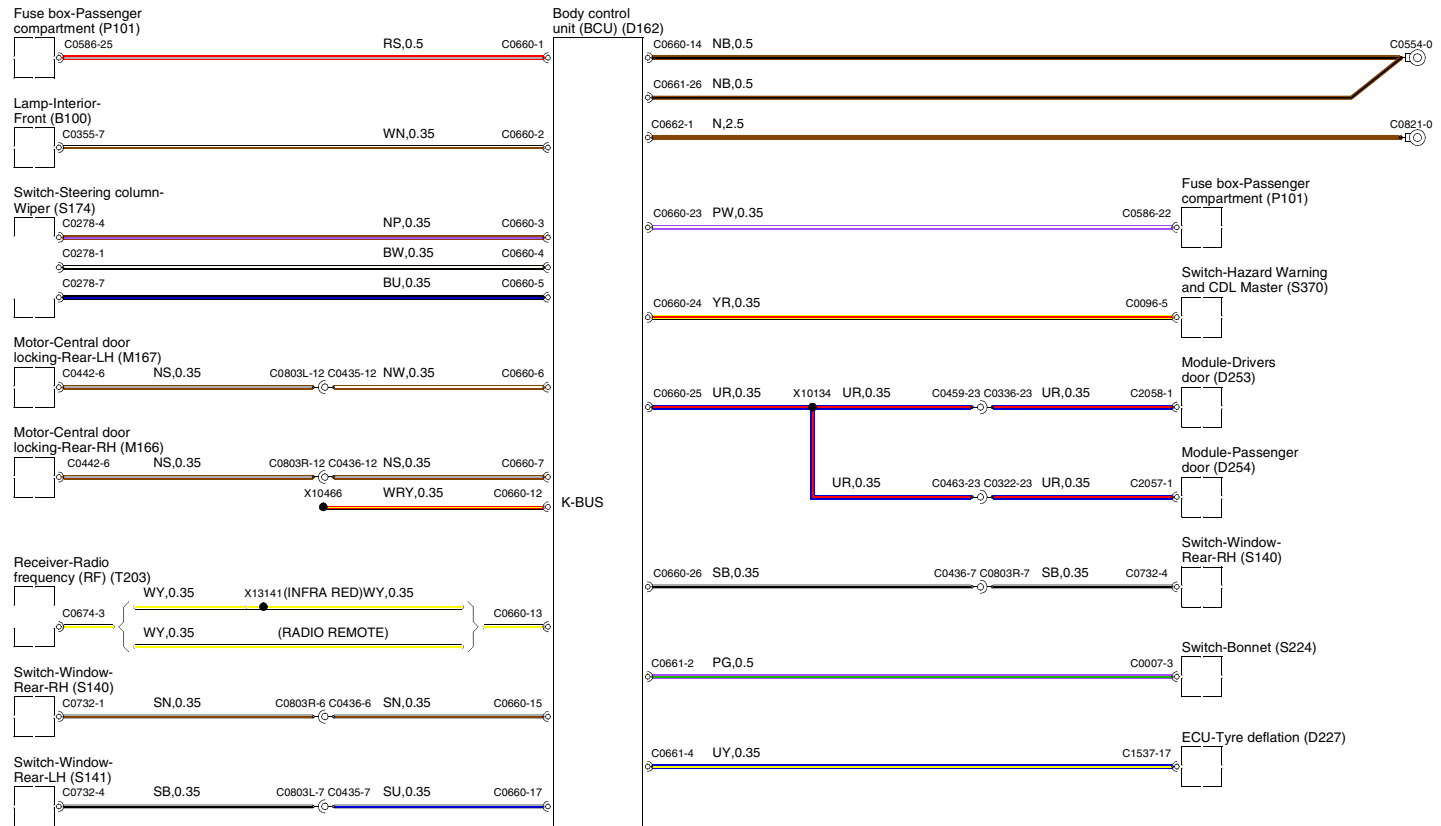 Fuse box-Passenger
compartment (P101)
C0586-25 RS,0.5 C0660-1
Lamp-Interior-
Front (B100)
C0355-7 WN,0.35 C0660-2
Switch-Steering column-
Wiper (S174)
C0278-4 NP,0.35 C0660-3
C0278-1 BW,0.35 C0660-4
C0278-7 BU,0.35 C0660-5
Motor-Central door
locking-Rear-LH (M167)
C0442-6 NS,0.35 C0803L-12 C0435-12 NW,0.35 C0660-6
Motor-Central door
locking-Rear-RH (M166)
C0442-6 NS,0.35 C0803R-12 C0436-12 NS,0.35 C0660-7
X10466 WRY,0.35 C0660-12
Receiver-Radio
frequency (RF) (T203)
WY,0.35 X13141 (INFRA RED) WY,0.35
C0674-3 C0660-13
WY,0.35 (RADIO REMOTE)
Switch-Window-
Rear-RH (S140)
C0732-1 SN,0.35 C0803R-6 C0436-6 SN,0.35 C0660-15
Switch-Window-
Rear-LH (S141)
C0732-4 SB,0.35 C0803L-7 C0435-7 SU,0.35 C0660-17
Body control
unit (BCU) (D162)
K-BUS
C0660-14 NB,0.5 C0554-0
C0661-26 NB,0.5
C0662-1 N,2.5 C0821-0
Fuse box-Passenger
compartment (P101)
C0660-23 PW,0.35 C0586-22
Switch-Hazard Warning
and CDL Master (S370)
C0660-24 YR,0.35 C0096-5
Module-Drivers
door (D253)
C0660-25 UR,0.35 X10134 UR,0.35 C0459-23 C0336-23 UR,0.35 C2058-1
Module-Passenger
door (D254)
UR,0.35 C0463-23 C0322-23 UR,0.35 C2057-1
Switch-Window-
Rear-RH (S140)
C0660-26 SB,0.35 C0436-7 C0803R-7 SB,0.35 C0732-4
Switch-Bonnet (S224)
C0661-2 PG,0.5 C0007-3
ECU-Tyre deflation (D227)
C0661-4 UY,0.35 C1537-17